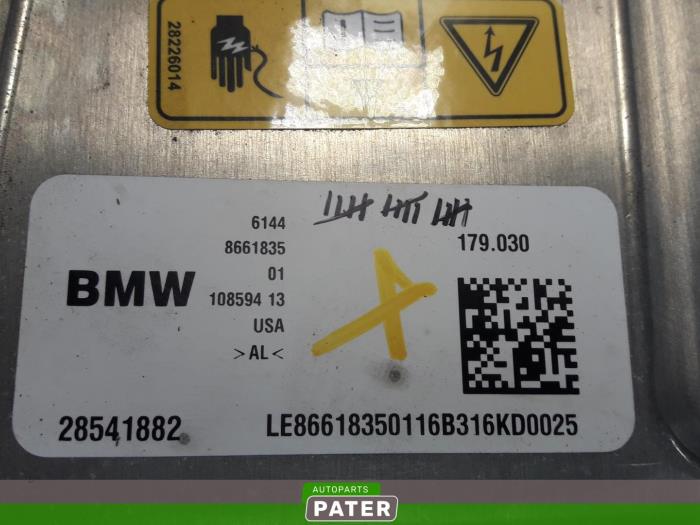 28226014
6144
8661835
01
108594 13
USA
>AL<
BMW
179.030
28541882
LE86618350116B316KD0025
AUTOPARTS
PATER